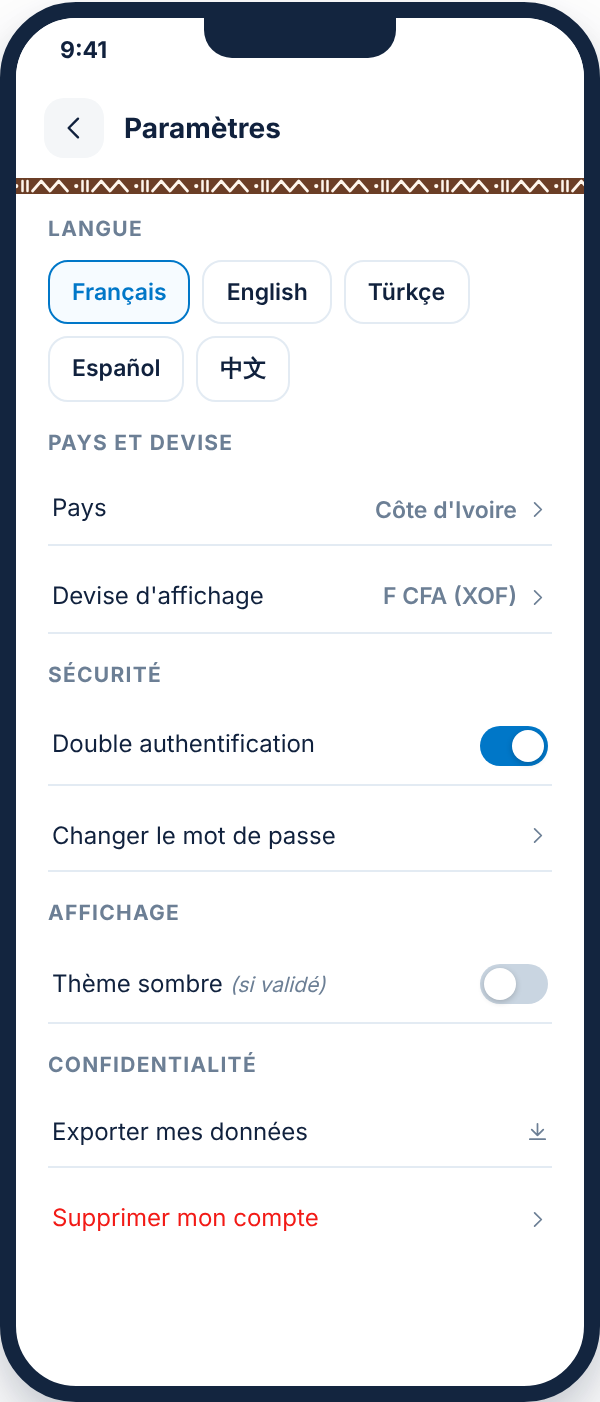 9:41
Paramètres
LANGUE
Français English Türkçe
Español 中文
PAYS ET DEVISE
Pays Côte d'Ivoire
Devise d'affichage F CFA (XOF)
SÉCURITÉ
Double authentification
Changer le mot de passe
AFFICHAGE
Thème sombre (si validé)
CONFIDENTIALITÉ
Exporter mes données
Supprimer mon compte